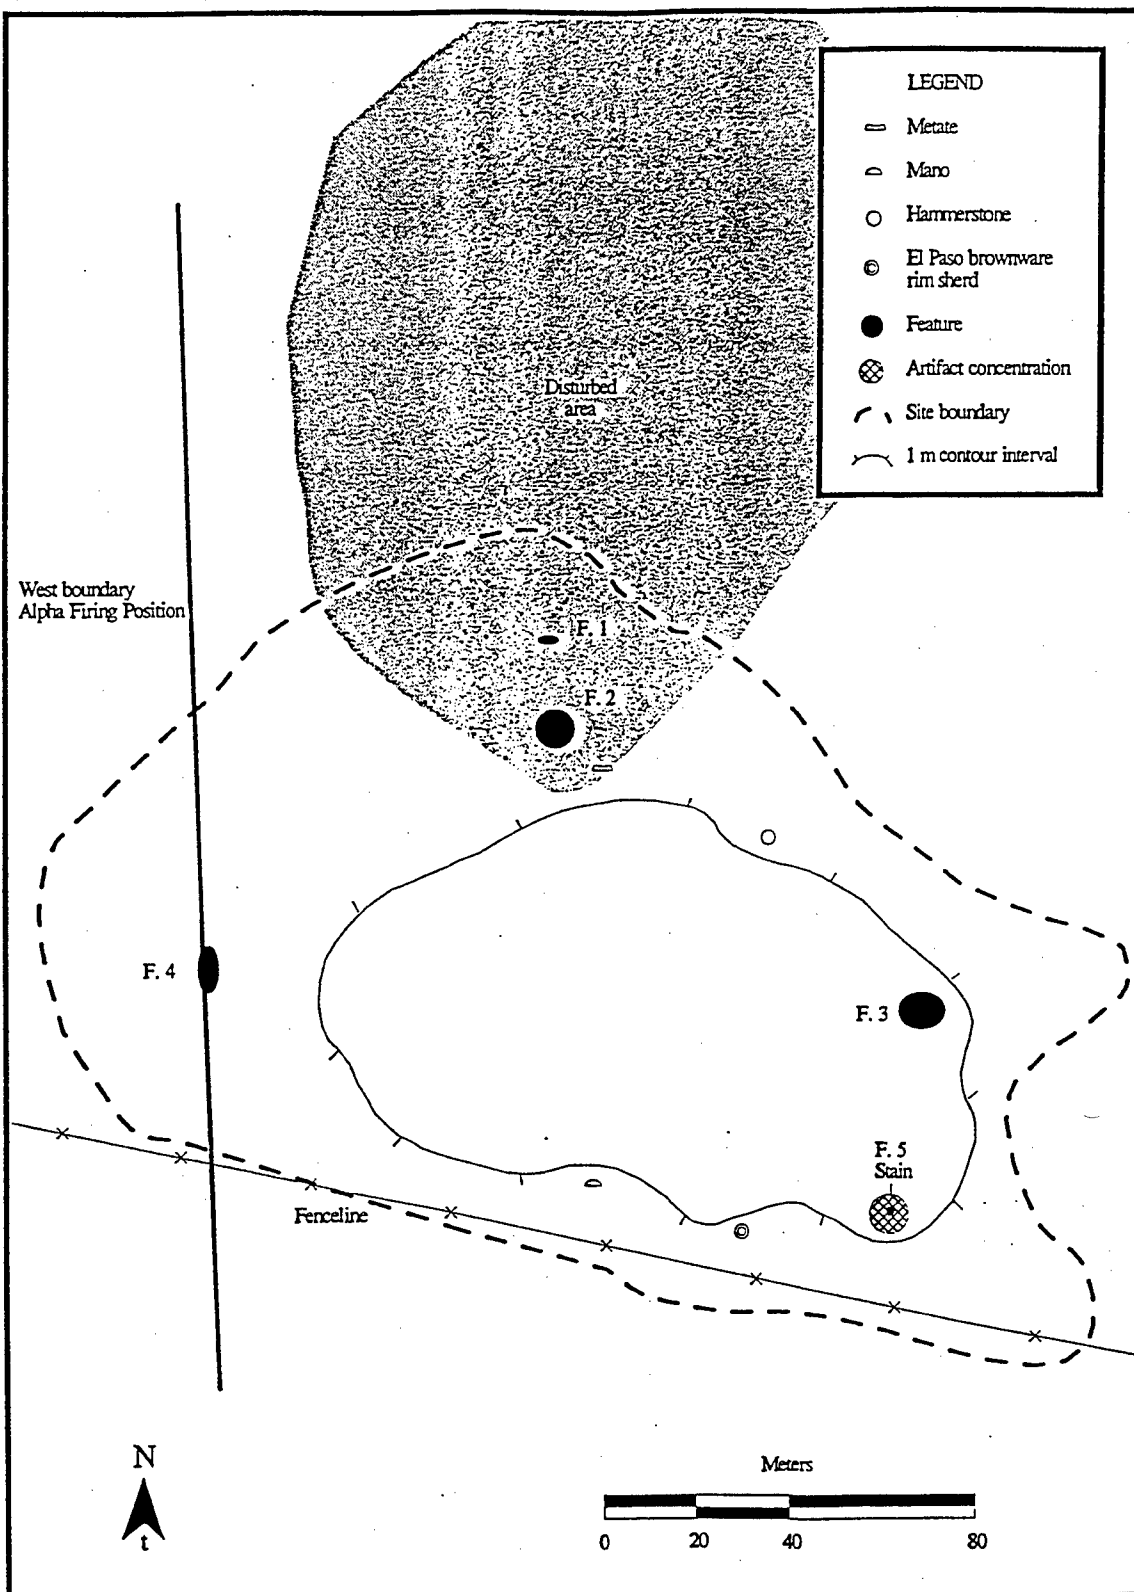 LEGEND
Metate
Mano
Hammerstone
El Paso brownware
rim sherd
Feature
Artifact concentration
Site boundary
1 m contour interval
Disturbed
area
West boundary
Alpha Firing Position
F. 1
F. 2
F. 4
F. 3
F. 5
Stain
Fenceline
N
t
Meters
0 20 40 80